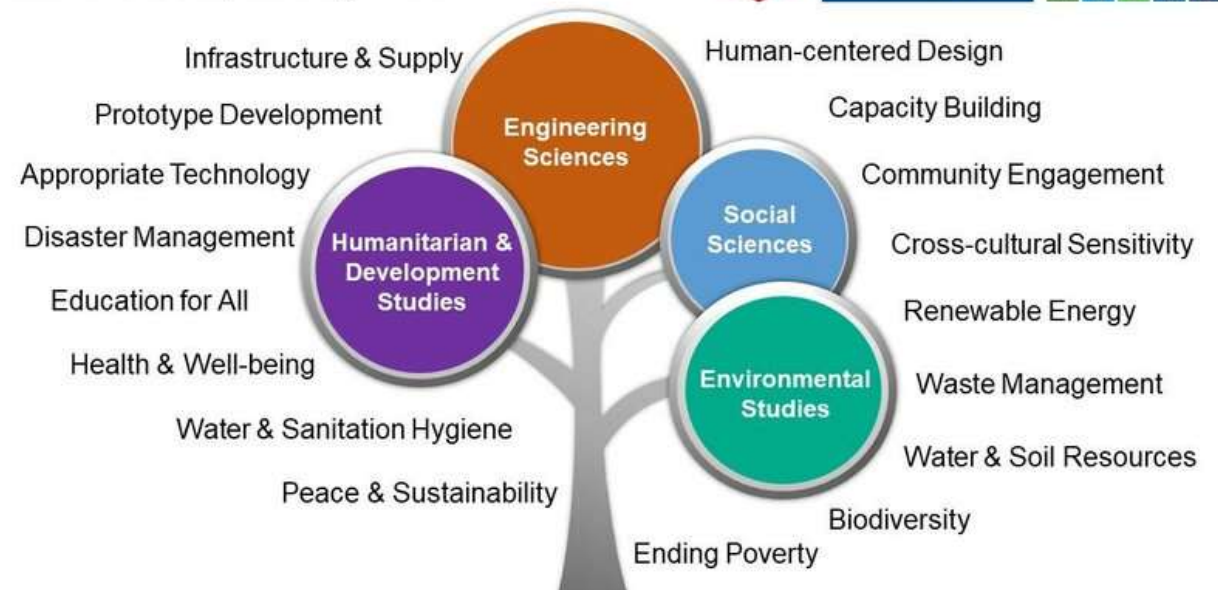 Infrastructure & Supply
Prototype Development
Appropriate Technology
Disaster Management
Education for All
Health & Well-being
Water & Sanitation Hygiene
Peace & Sustainability
Engineering
Sciences
Humanitarian &
Development
Studies
Social
Sciences
Environmental
Studies
Human-centered Design
Capacity Building
Community Engagement
Cross-cultural Sensitivity
Renewable Energy
Waste Management
Water & Soil Resources
Biodiversity
Ending Poverty